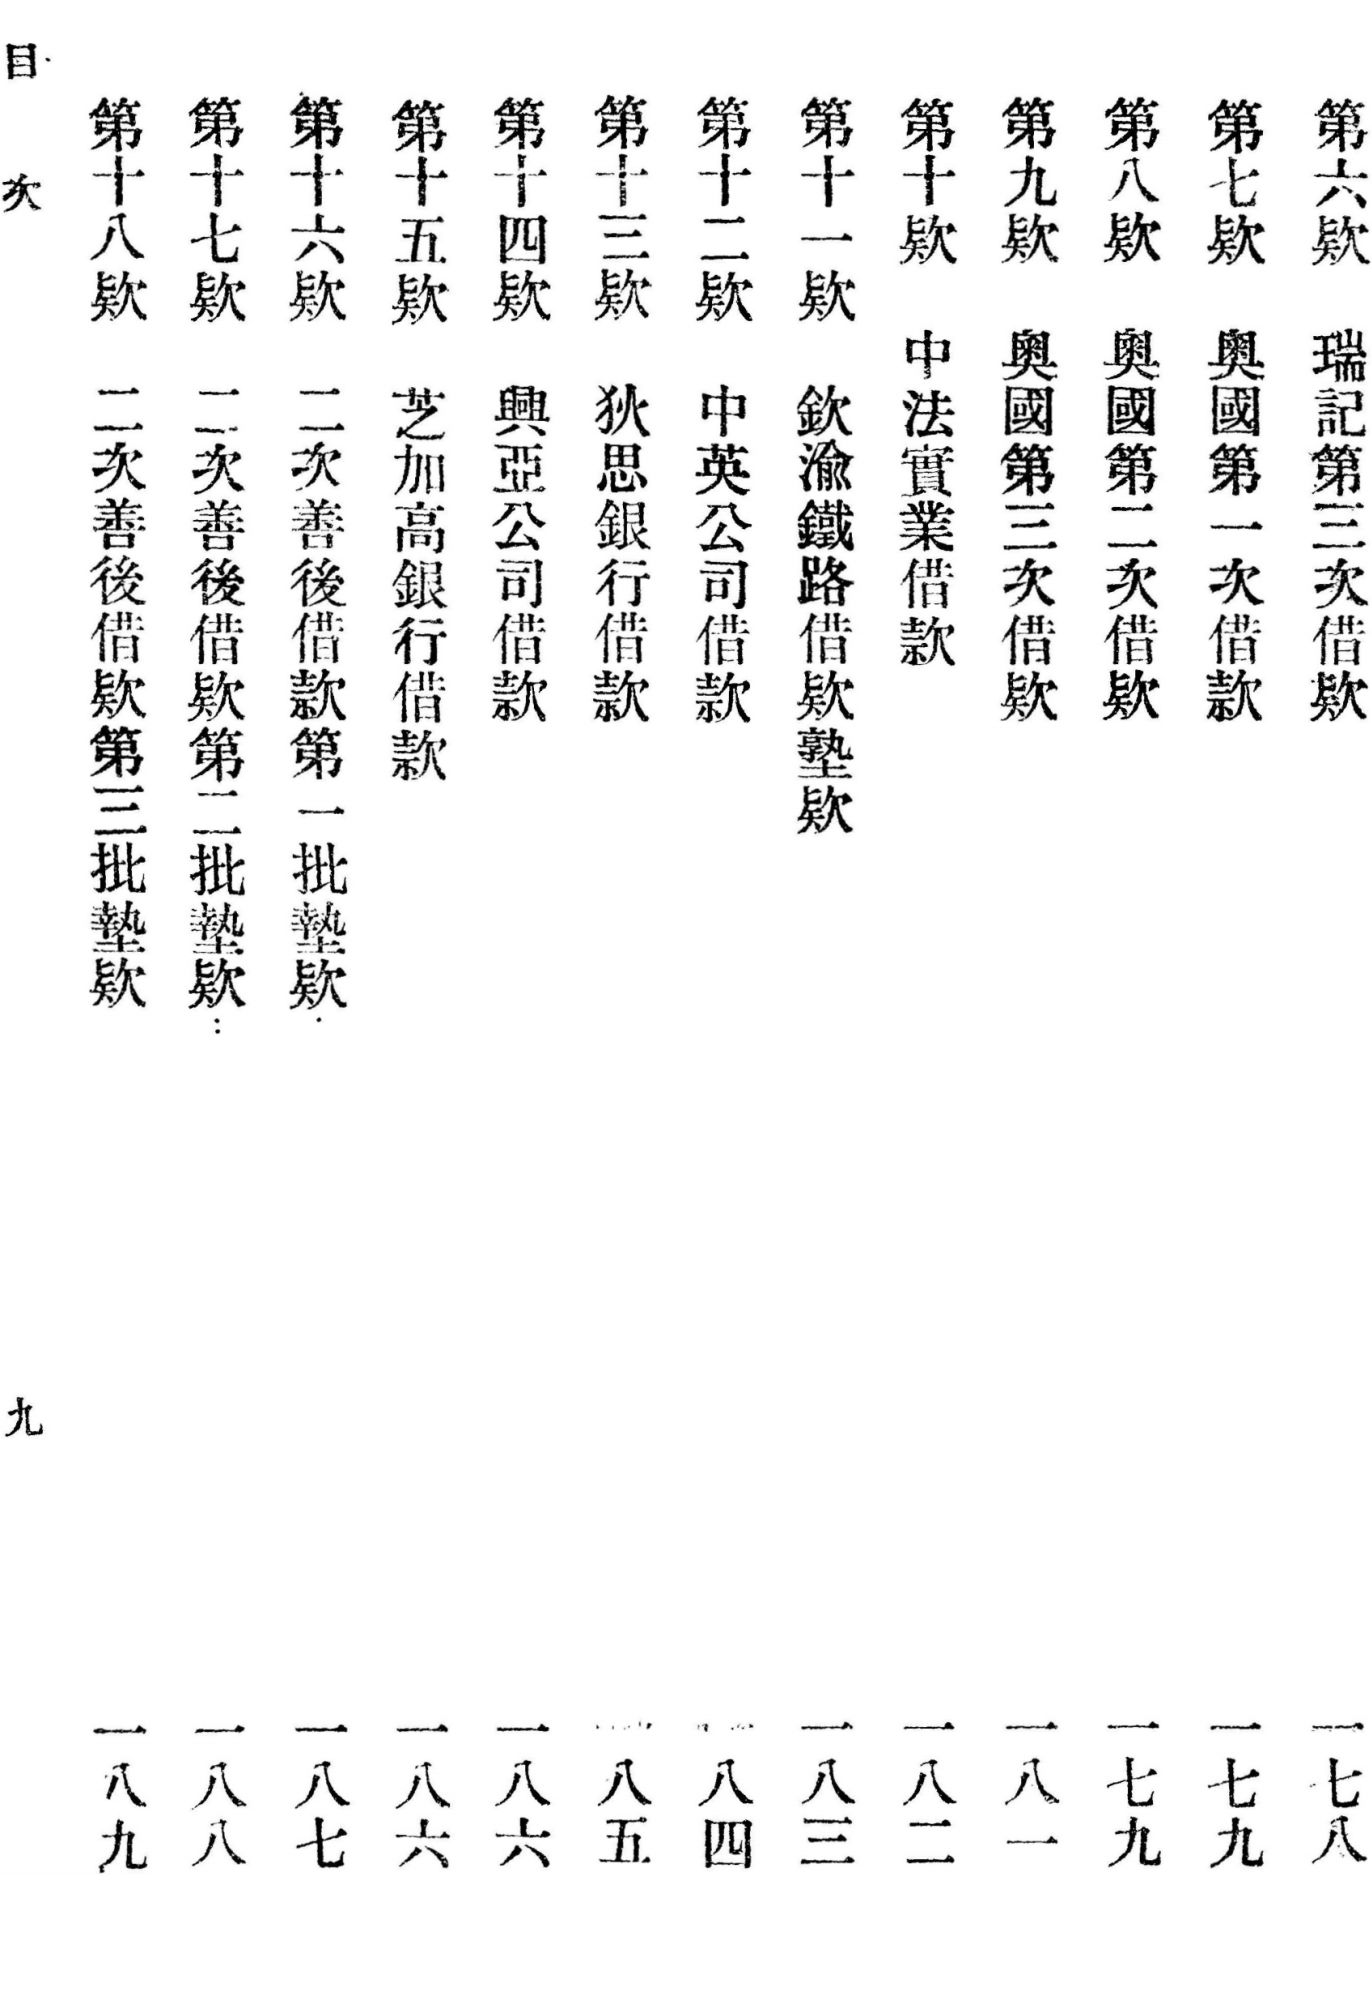 第六欵　瑞記第三次借欵　一七八
第七欵　奧國第一次借款　一七九
第八欵　奧國第二次借欵　一七九
第九欵　奧國第三次借欵　一八一
第十欵　中法實業借款　一八二
第十一欵　欽渝鐵路借欵墊欵　一八三
第十二欵　中英公司借款　一八四
第十三欵　狄思銀行借款　一八五
第十四欵　興亞公司借款　一八六
第十五欵　芝加高銀行借款　一八六
第十六欵　二次善後借款第一批墊欵　一八七
第十七欵　二次善後借欵第二批墊欵　一八八
第十八欵　二次善後借欵第三批墊欵　一八九
目次　九